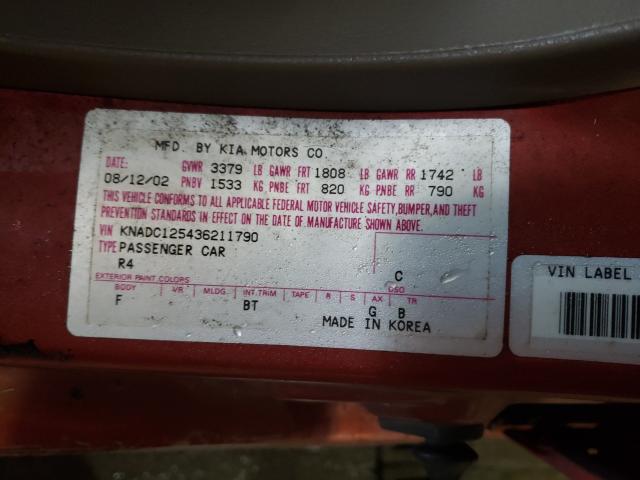 MFD. BY KIA MOTORS CO.
DATE: GVWR 3379 LB GAWR FRT 1808 LB GAWR RR 1742 LB
08/12/02 PNBV 1533 KG, PNBE FRT 820 KG PNBE RR 790 KG
THIS VEHICLE CONFORMS TO ALL APPLICABLE FEDERAL MOTOR VEHICLE SAFETY, BUMPER, AND THEFT
PREVENTION STANDARDS IN EFFECT ON THE DATE OF MANUFACTURE SHOWN ABOVE.
VIN KNADC125436211790
TYPE PASSENGER CAR
R4 C
EXTERIOR PAINT COLORS DSO
BODY VR MLDG INT.TRIM TAPE R S AX TR
F BT G B
MADE IN KOREA
VIN LABEL